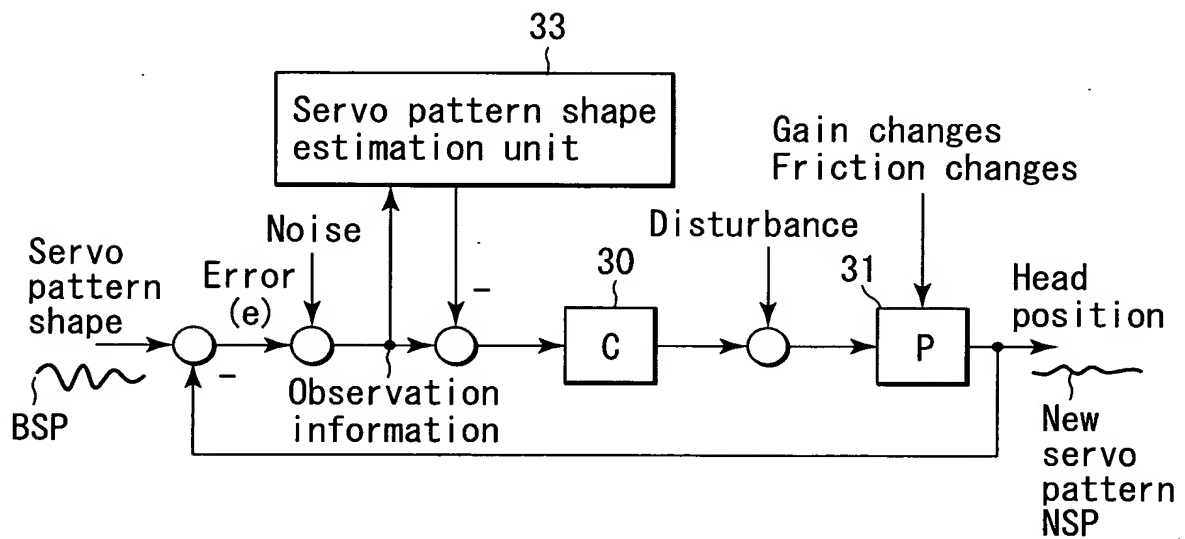 33
Servo pattern shape
estimation unit
Gain changes
Friction changes
Noise
Disturbance
Servo
pattern
shape
Error
(e)
−
30
31
Head
position
C
P
−
BSP
Observation
information
New
servo
pattern
NSP